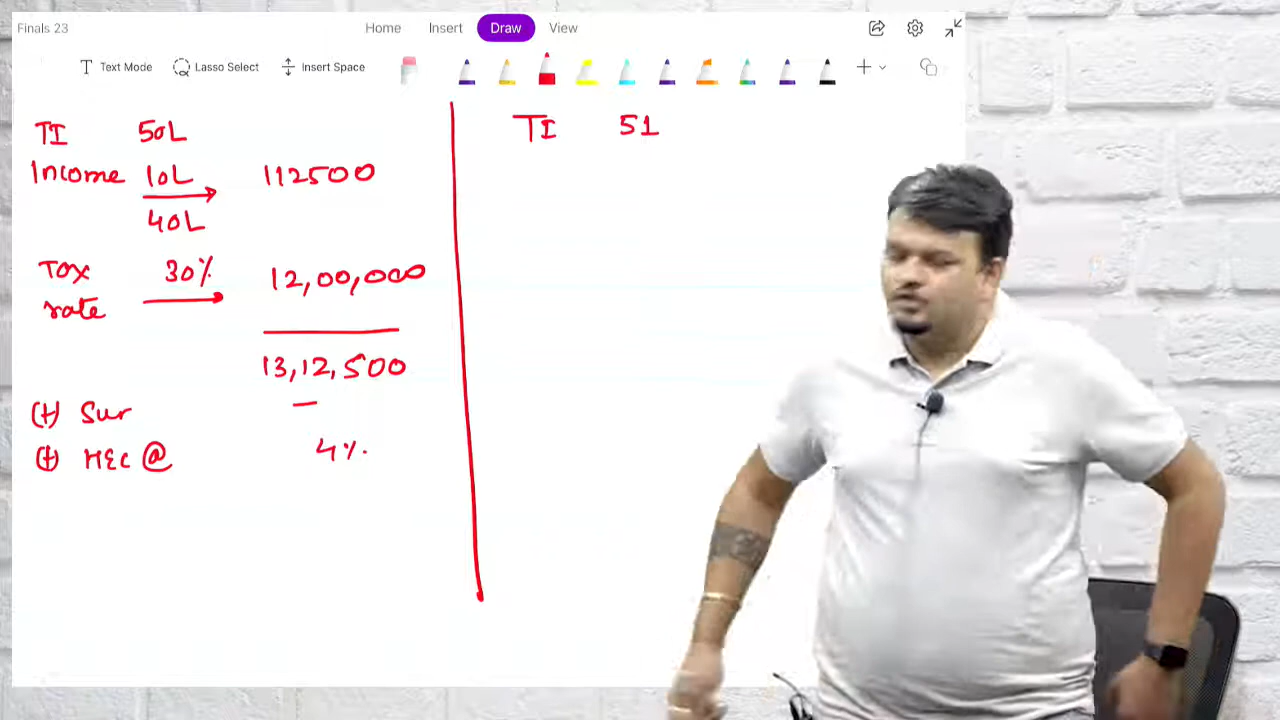 Finals 23
Home Insert Draw View
Text Mode Lasso Select Insert Space
TI 50L
Income 10L 112500
40L
Tax 30% 12,00,000
rate
13,12,500
(+) Sur —
(+) HEC @ 4%.
TI 51